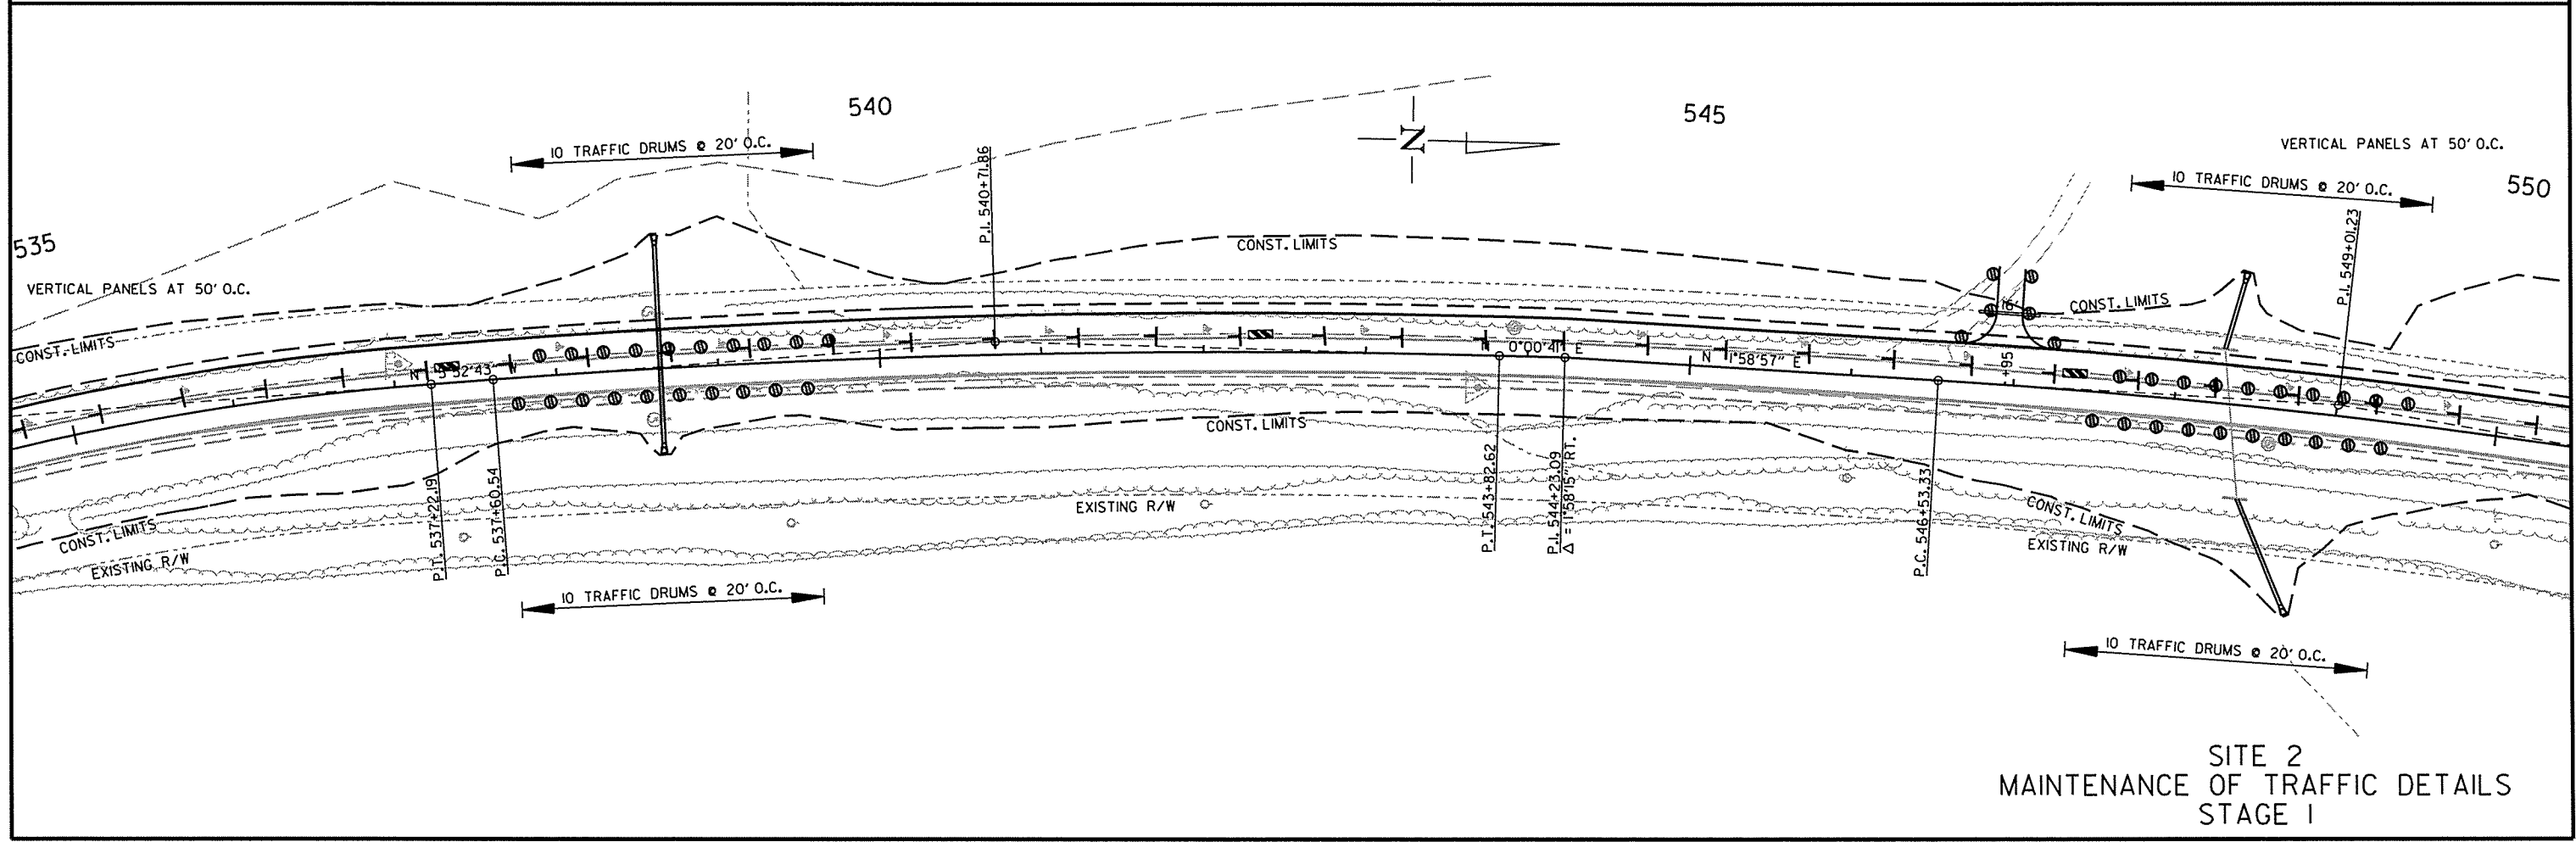 540
545
10 TRAFFIC DRUMS @ 20' O.C.
VERTICAL PANELS AT 50' O.C.
10 TRAFFIC DRUMS @ 20' O.C.
550
N
P.I. 540+71.86
P.I. 549+01.23
535
CONST. LIMITS
VERTICAL PANELS AT 50' O.C.
CONST. LIMITS
16'
CONST. LIMITS
N 3°52'43" W
0°00'41" E
N 1°58'57" E
+95
CONST. LIMITS
P.T. 537+22.19
P.C. 537+60.54
P.T. 543+82.62
P.I. 544+23.09
Δ = 1°58'15" RT.
P.C. 546+53.33
EXISTING R/W
CONST. LIMITS
CONST. LIMITS
EXISTING R/W
EXISTING R/W
10 TRAFFIC DRUMS @ 20' O.C.
10 TRAFFIC DRUMS @ 20' O.C.
SITE 2
MAINTENANCE OF TRAFFIC DETAILS
STAGE 1